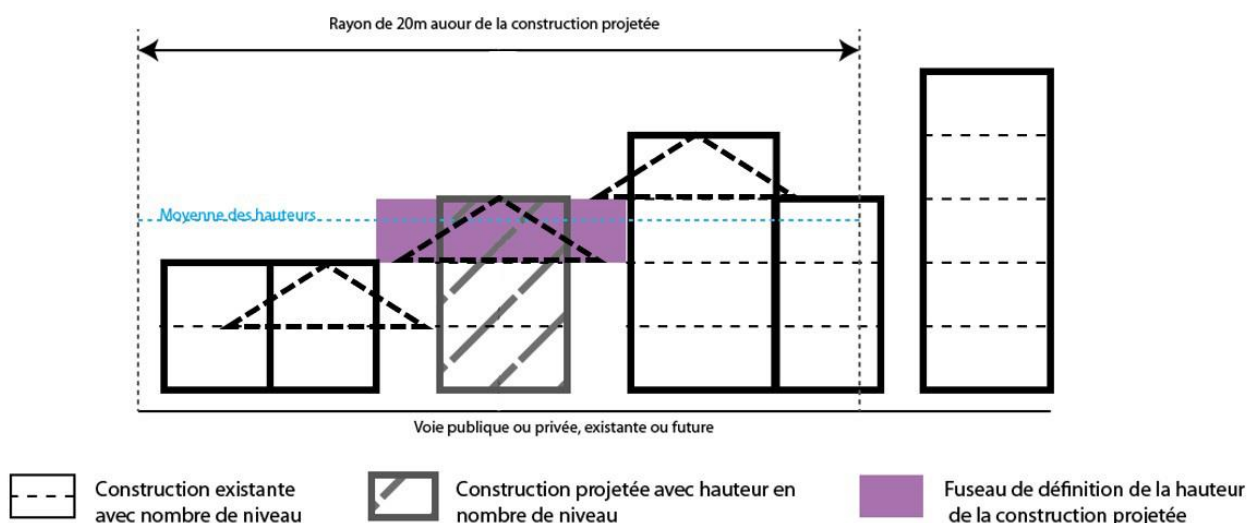 Rayon de 20m auour de la construction projetée
Moyenne des hauteurs
Voie publique ou privée, existante ou future
Construction existante
avec nombre de niveau
Construction projetée avec hauteur en
nombre de niveau
Fuseau de définition de la hauteur
de la construction projetée